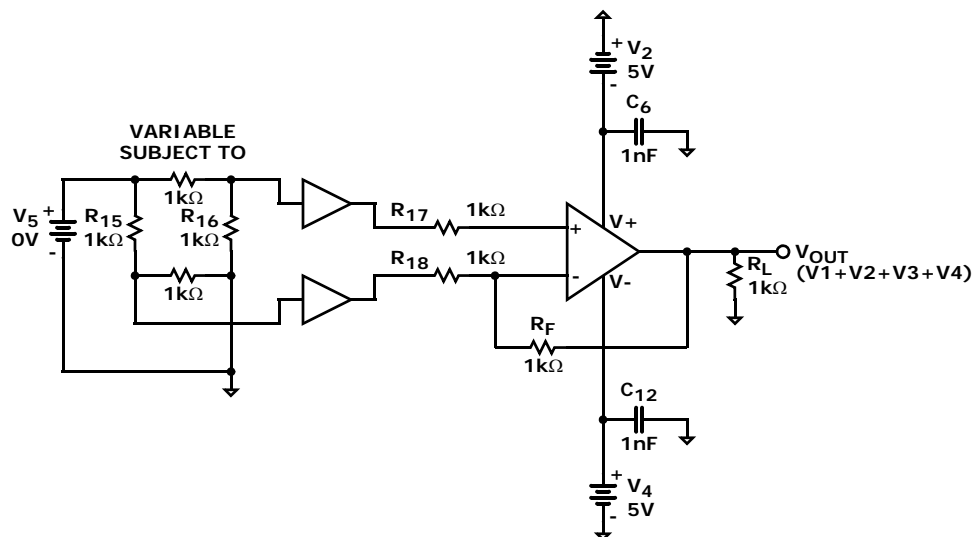 + V2
5V
-
C6
1nF
VARIABLE
SUBJECT TO
1kΩ
V5 +
0V
-
R15
1kΩ
R16
1kΩ
1kΩ
R17 1kΩ
R18 1kΩ
+
-
V+
V-
RF
1kΩ
VOUT
(V1+V2+V3+V4)
RL
1kΩ
C12
1nF
+ V4
5V
-